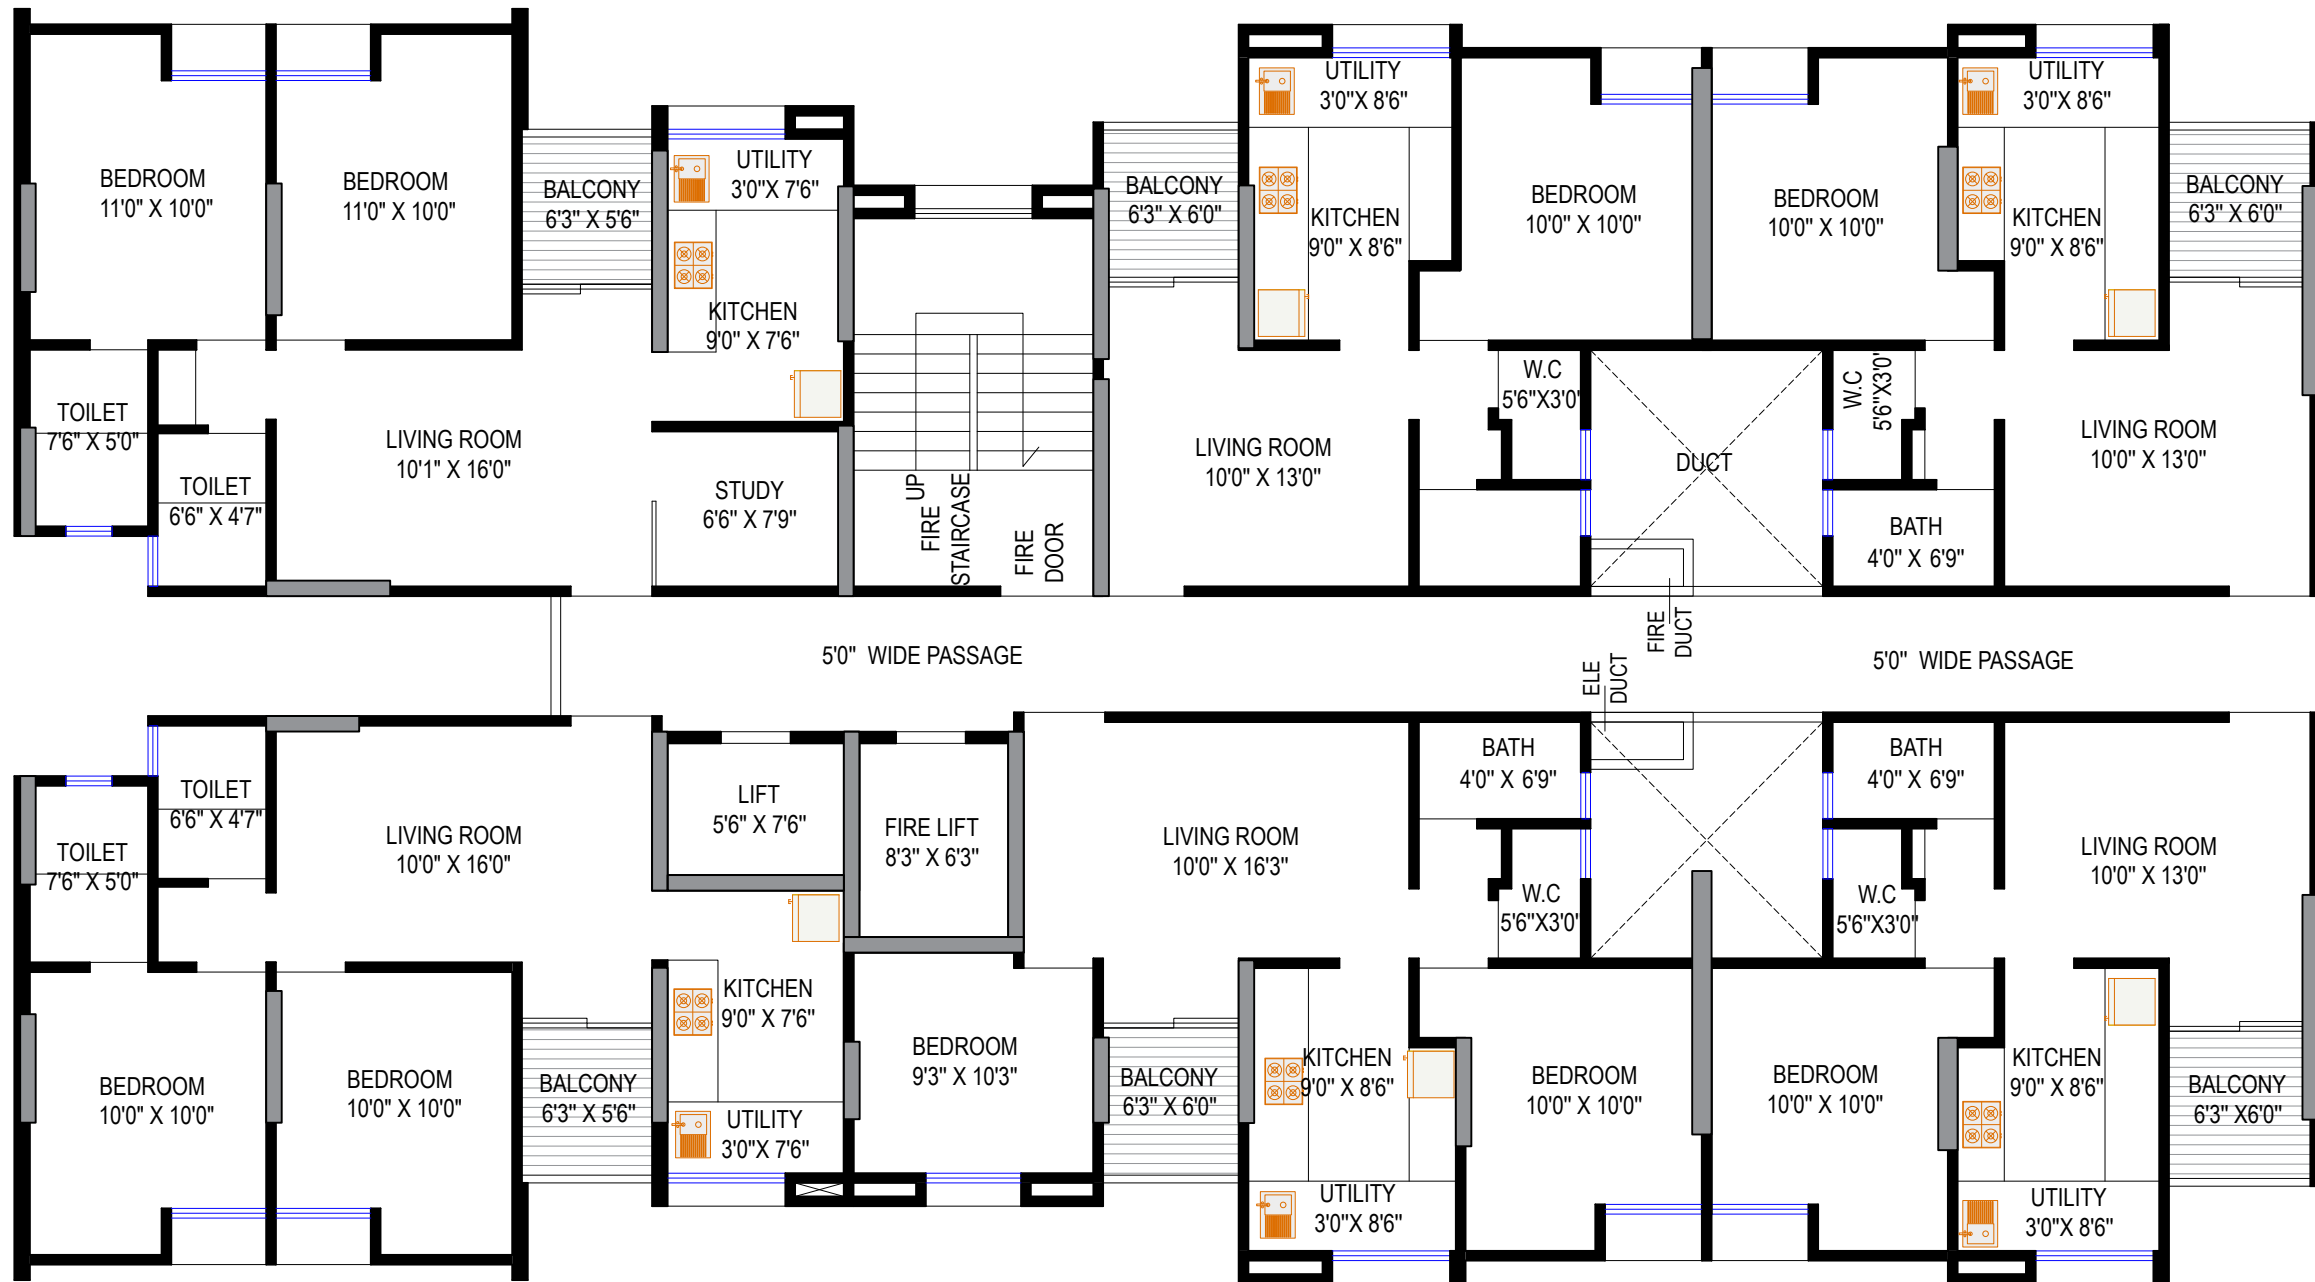 BEDROOM
11'0" X 10'0"
BEDROOM
11'0" X 10'0"
BALCONY
6'3" X 5'6"
UTILITY
3'0"X 7'6"
KITCHEN
9'0" X 7'6"
TOILET
7'6" X 5'0"
TOILET
6'6" X 4'7"
LIVING ROOM
10'1" X 16'0"
STUDY
6'6" X 7'9"
UP
FIRE
STAIRCASE
FIRE
DOOR
BALCONY
6'3" X 6'0"
UTILITY
3'0"X 8'6"
KITCHEN
9'0" X 8'6"
BEDROOM
10'0" X 10'0"
BEDROOM
10'0" X 10'0"
UTILITY
3'0"X 8'6"
KITCHEN
9'0" X 8'6"
BALCONY
6'3" X 6'0"
LIVING ROOM
10'0" X 13'0"
W.C
5'6"X3'0"
DUCT
W.C
5'6"X3'0"
BATH
4'0" X 6'9"
LIVING ROOM
10'0" X 13'0"
5'0" WIDE PASSAGE
FIRE
DUCT
ELE
DUCT
5'0" WIDE PASSAGE
TOILET
6'6" X 4'7"
TOILET
7'6" X 5'0"
LIVING ROOM
10'0" X 16'0"
LIFT
5'6" X 7'6"
FIRE LIFT
8'3" X 6'3"
LIVING ROOM
10'0" X 16'3"
BATH
4'0" X 6'9"
BATH
4'0" X 6'9"
W.C
5'6"X3'0"
W.C
5'6"X3'0"
LIVING ROOM
10'0" X 13'0"
BEDROOM
10'0" X 10'0"
BEDROOM
10'0" X 10'0"
BALCONY
6'3" X 5'6"
KITCHEN
9'0" X 7'6"
UTILITY
3'0"X 7'6"
BEDROOM
9'3" X 10'3"
BALCONY
6'3" X 6'0"
KITCHEN
9'0" X 8'6"
UTILITY
3'0"X 8'6"
BEDROOM
10'0" X 10'0"
BEDROOM
10'0" X 10'0"
KITCHEN
9'0" X 8'6"
UTILITY
3'0"X 8'6"
BALCONY
6'3" X6'0"